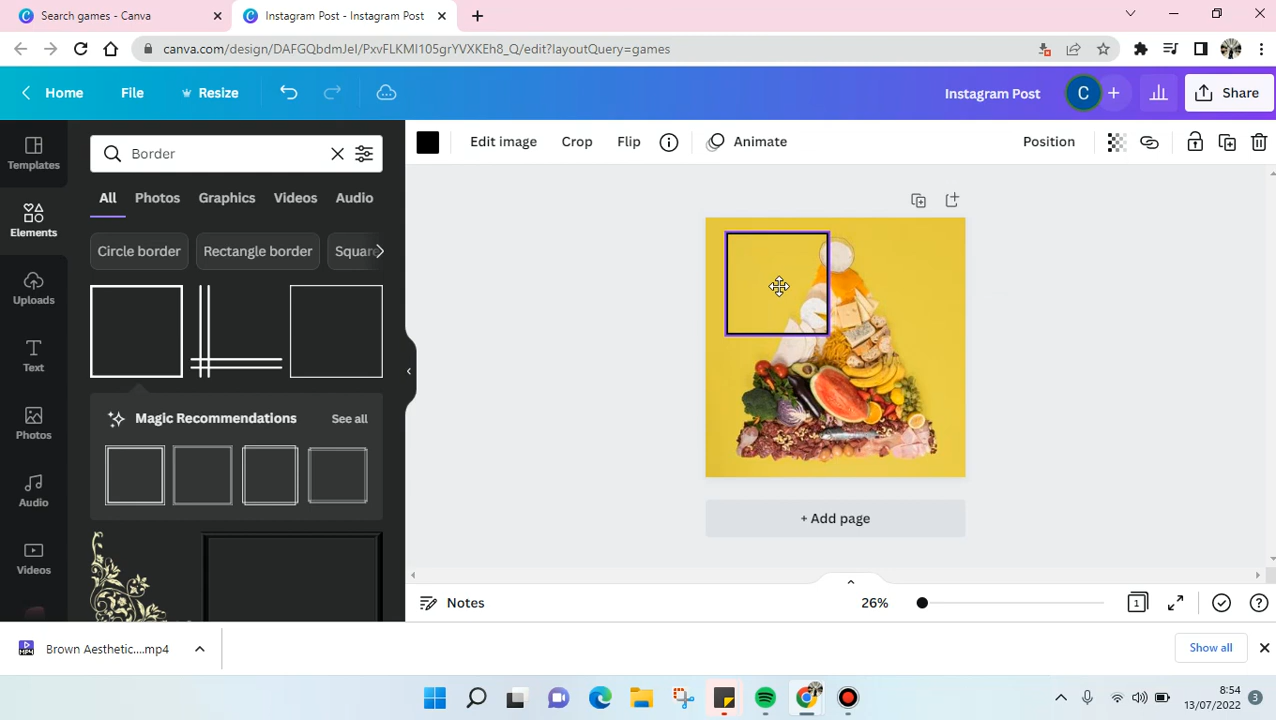 Search games - Canva
Instagram Post - Instagram Post
canva.com/design/DAFGQbdmJeI/PxvFLKMI105grYVXKEh8_Q/edit?layoutQuery=games
Home
File
Resize
Instagram Post
C
Share
Templates
Elements
Uploads
Text
Photos
Audio
Videos
Border
All
Photos
Graphics
Videos
Audio
Circle border
Rectangle border
Square
Magic Recommendations
See all
Edit image
Crop
Flip
Animate
Position
+ Add page
Notes
26%
1
Brown Aesthetic....mp4
Show all
8:54
13/07/2022
3